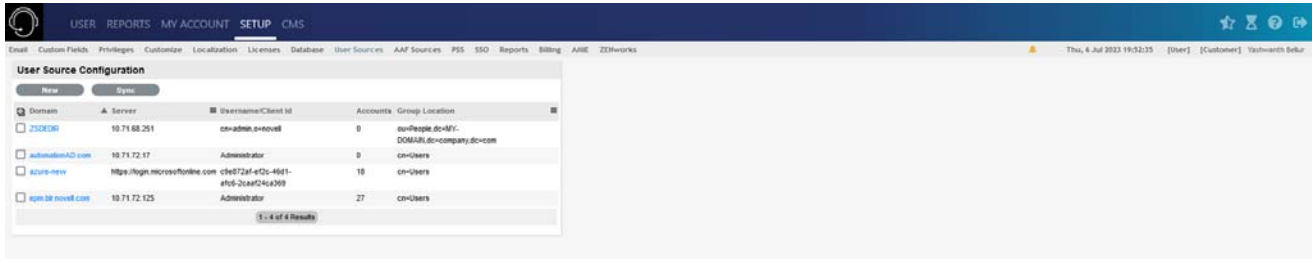 USER REPORTS MY ACCOUNT SETUP CMS
Email Custom Fields Privileges Customize Localization Licenses Database User Sources AAF Sources PSS SSO Reports Billing ANIE ZENworks Thu, 6 Jul 2023 19:52:35 [User] [Customer] Yashwanth Bellur
User Source Configuration
New Sync
Domain Server Username/Client Id Accounts Group Location
ZSDEDIR 10.71.68.251 cn=admin,o=novell 0 ou=People,dc=MY-
DOMAIN,dc=company,dc=com
automationAD.com 10.71.72.17 Administrator 0 cn=Users
azure-new https://login.microsoftonline.com c9e872af-ef2c-46d1- 18 cn=Users
afc6-2caaf24ca369
epm.blr.novell.com 10.71.72.125 Administrator 27 cn=Users
1 - 4 of 4 Results